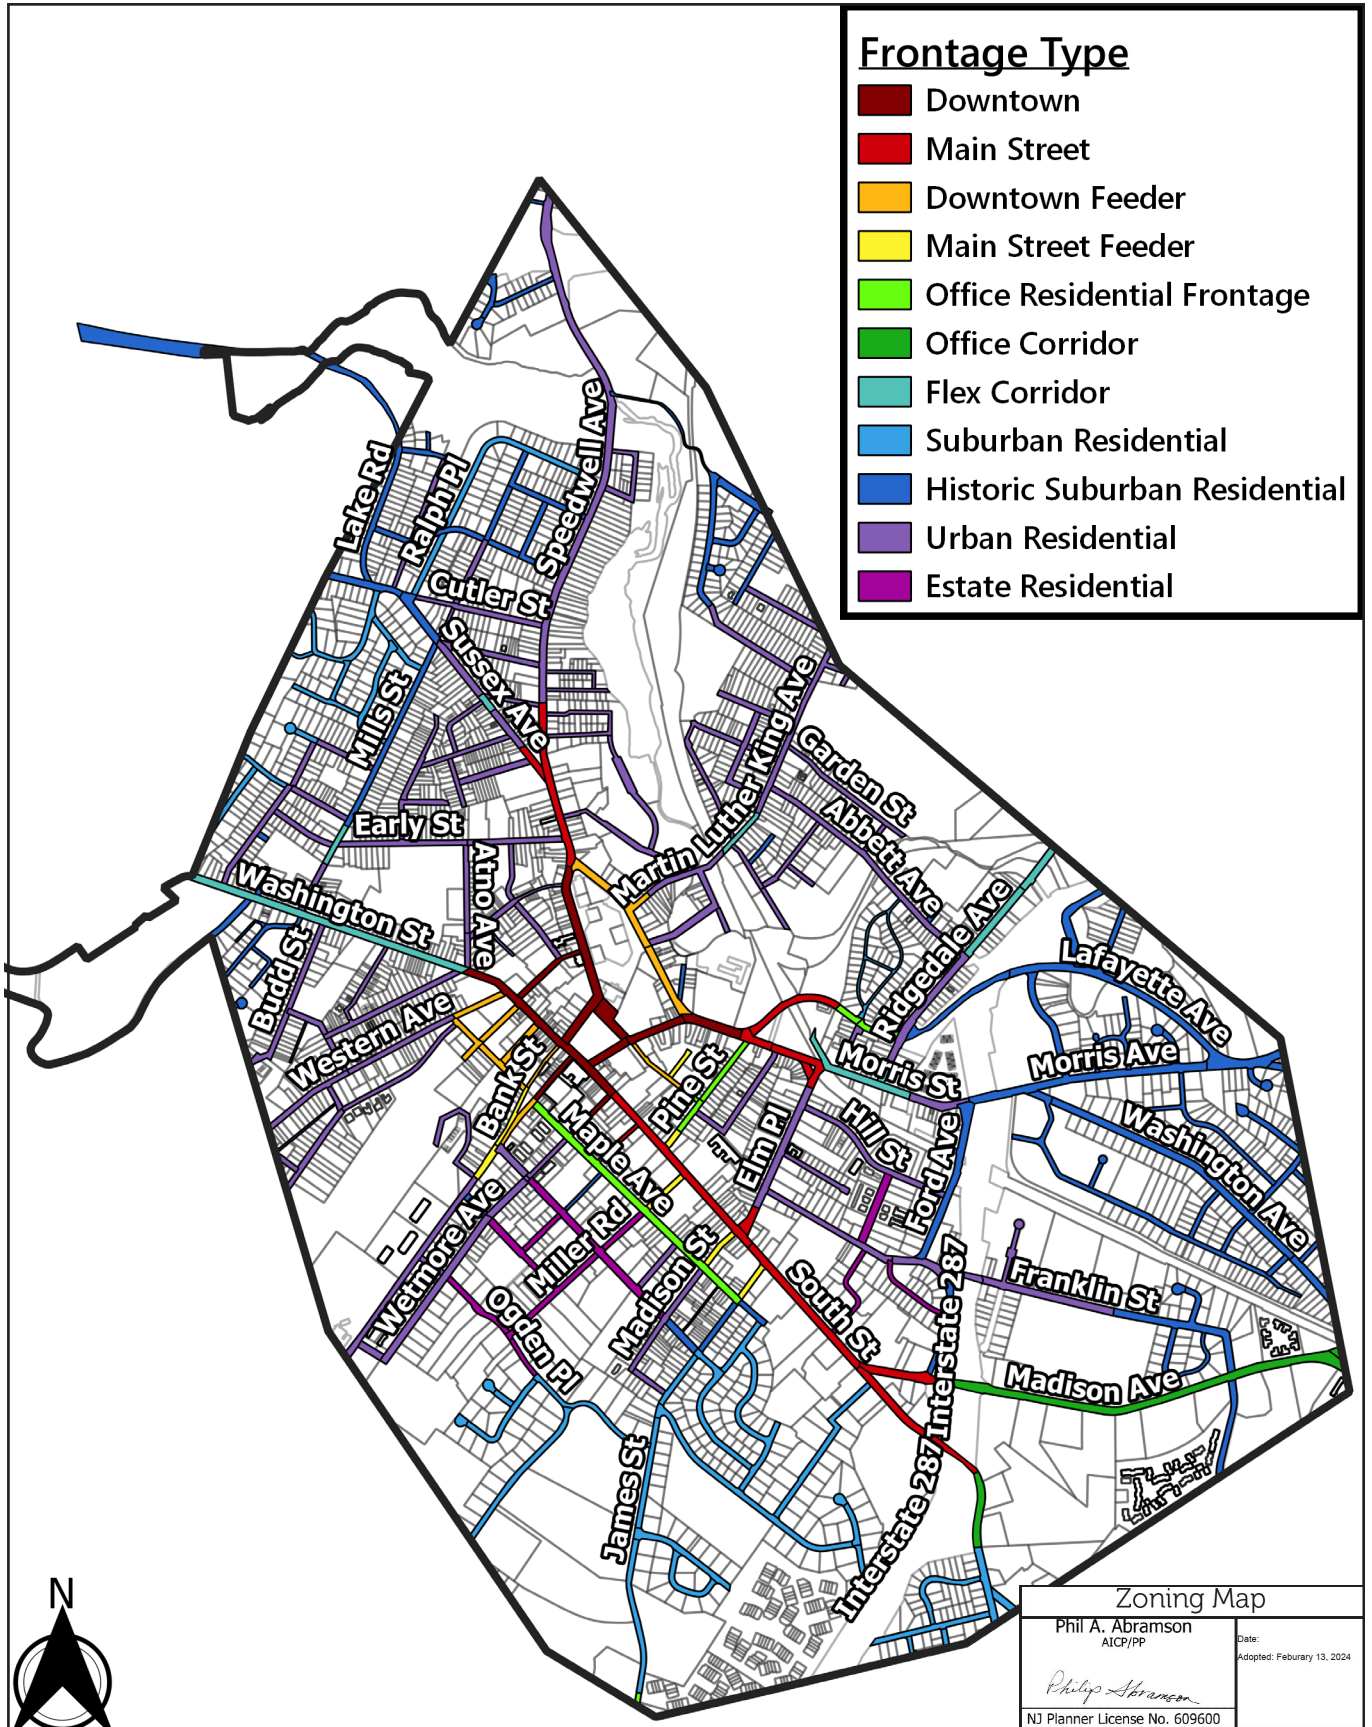 Frontage Type
Downtown
Main Street
Downtown Feeder
Main Street Feeder
Office Residential Frontage
Office Corridor
Flex Corridor
Suburban Residential
Historic Suburban Residential
Urban Residential
Estate Residential
Speedwell Ave
Lake Rd
Ralph Pl
Cutler St
Sussex Ave
Mills St
Martin Luther King Ave
Garden St
Abbett Ave
Early St
Atno Ave
Washington St
Ridgedale Ave
Budd St
Western Ave
Lafayette Ave
Bank St
Pine St
Morris St
Morris Ave
Maple Ave
Elm Pl
Hill St
Ford Ave
Washington Ave
Wetmore Ave
Miller Rd
Madison St
Ogden Pl
South St
Interstate 287
Franklin St
Madison Ave
James St
Interstate 287
N
Zoning Map
Phil A. Abramson
AICP/PP
Date:
Adopted: Feburary 13, 2024
Philip Abramson
NJ Planner License No. 609600